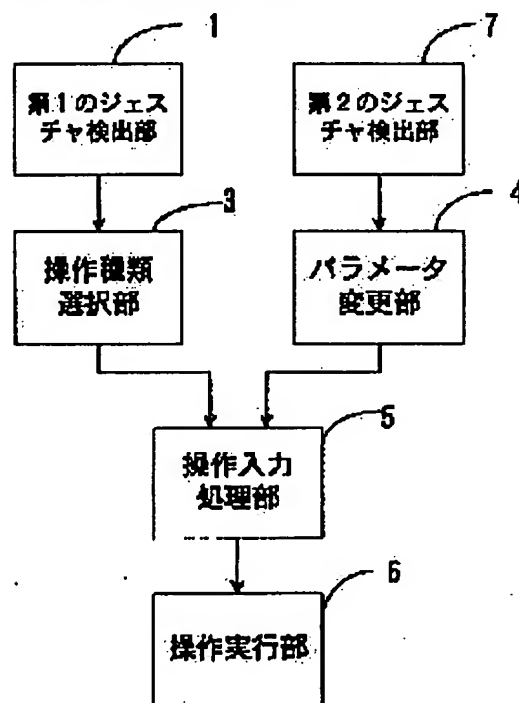 1
第1のジェス
チャ検出部
7
第2のジェス
チャ検出部
3
操作種類
選択部
4
パラメータ
変更部
5
操作入力
処理部
6
操作実行部